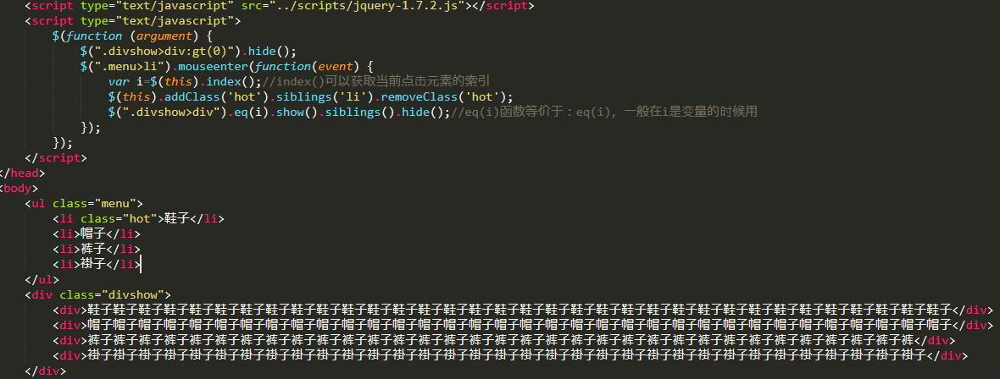 <script type="text/javascript" src="../scripts/jquery-1.7.2.js"></script>
<script type="text/javascript">
$(function (argument) {
$(".divshow>div:gt(0)").hide();
$(".menu>li").mouseenter(function(event) {
var i=$(this).index();//index()可以获取当前点击元素的索引
$(this).addClass('hot').siblings('li').removeClass('hot');
$(".divshow>div").eq(i).show().siblings().hide();//eq(i)函数等价于：eq(i)，一般在i是变量的时候用
});
});
</script>
</head>
<body>
<ul class="menu">
<li class="hot">鞋子</li>
<li>帽子</li>
<li>裤子</li>
<li>褂子</li>
</ul>
<div class="divshow">
<div>鞋子鞋子鞋子鞋子鞋子鞋子鞋子鞋子鞋子鞋子鞋子鞋子鞋子鞋子鞋子鞋子鞋子鞋子鞋子鞋子鞋子鞋子鞋子鞋子鞋子鞋子鞋子鞋子鞋子鞋子鞋子鞋子鞋子鞋子</div>
<div>帽子帽子帽子帽子帽子帽子帽子帽子帽子帽子帽子帽子帽子帽子帽子帽子帽子帽子帽子帽子帽子帽子帽子帽子帽子帽子帽子帽子帽子帽子帽子帽子帽子帽子</div>
<div>裤子裤子裤子裤子裤子裤子裤子裤子裤子裤子裤子裤子裤子裤子裤子裤子裤子裤子裤子裤子裤子裤子裤子裤子裤子裤子裤子裤子裤子裤子裤子裤子裤</div>
<div>褂子褂子褂子褂子褂子褂子褂子褂子褂子褂子褂子褂子褂子褂子褂子褂子褂子褂子褂子褂子褂子褂子褂子褂子褂子褂子褂子褂子褂子褂子褂子褂子褂子</div>
</div>